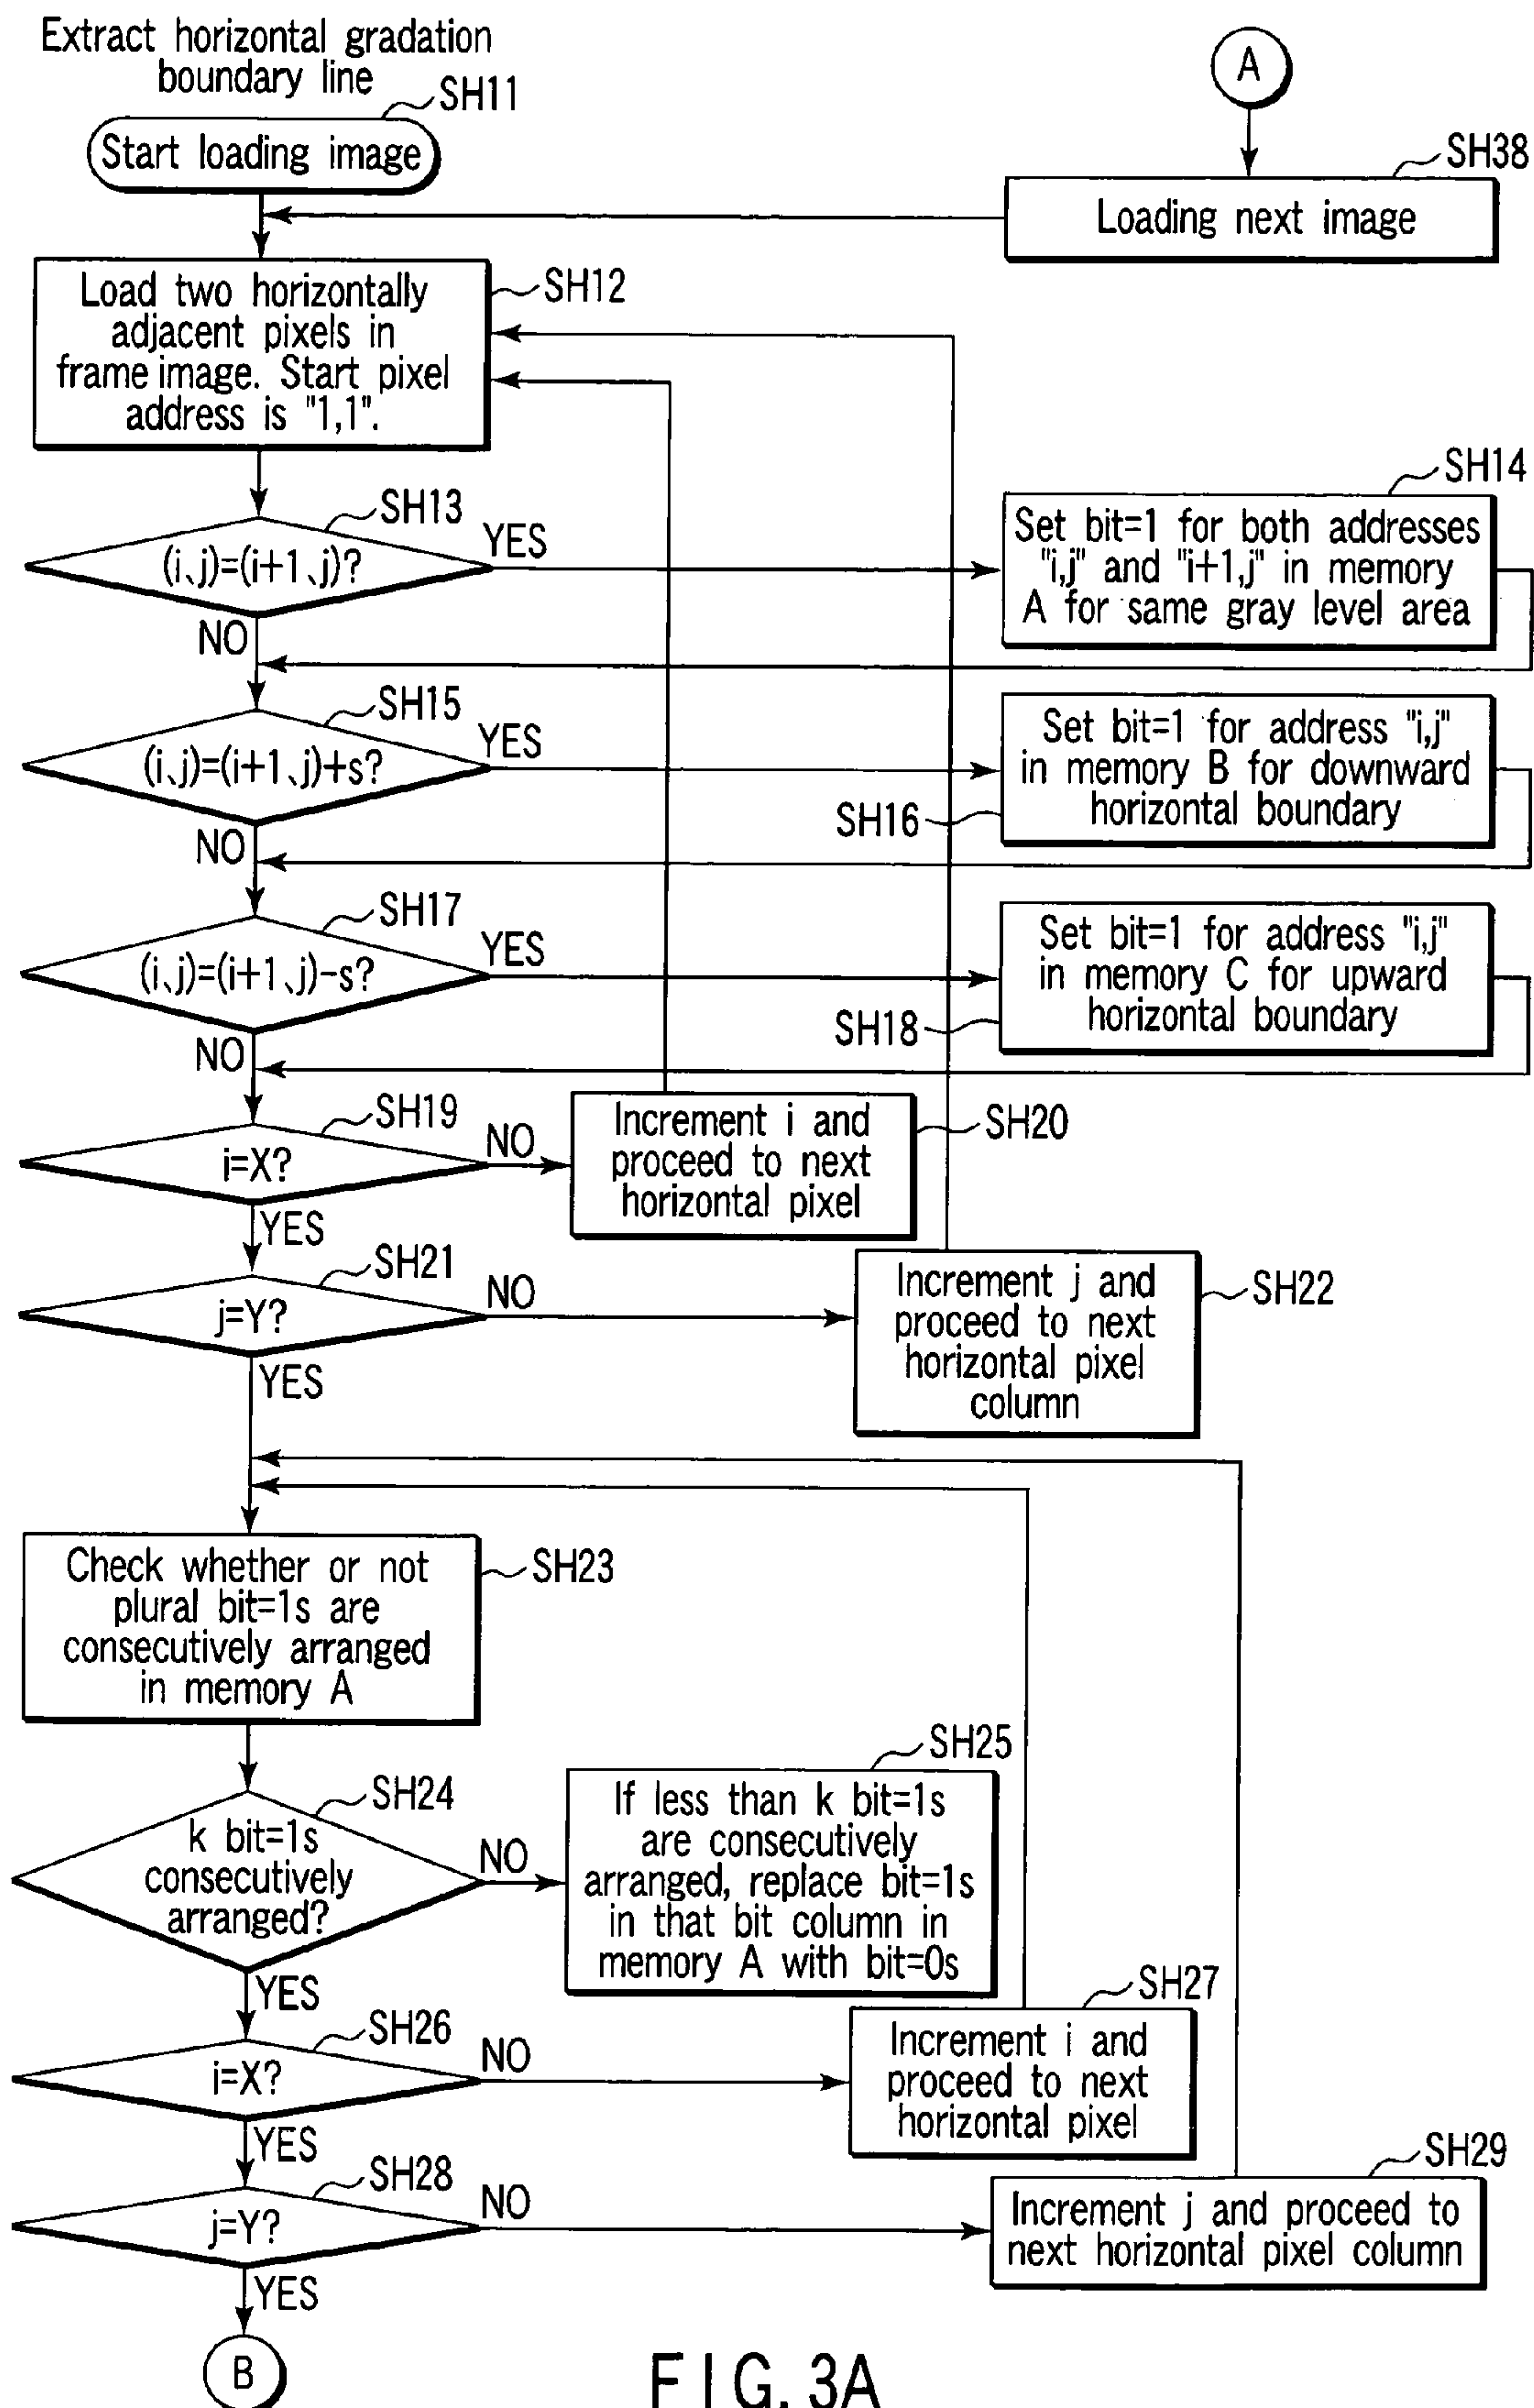 Extract horizontal gradation
boundary line
SH11
Start loading image
A
SH38
Loading next image
Load two horizontally
adjacent pixels in
frame image. Start pixel
address is "1,1".
SH12
SH13
(i、j)=(i+1、j)?
YES
NO
SH14
Set bit=1 for both addresses
"i,j" and "i+1,j" in memory
A for same gray level area
SH15
(i、j)=(i+1、j)+s?
YES
NO
Set bit=1 for address "i,j"
in memory B for downward
horizontal boundary
SH16
SH17
(i、j)=(i+1、j)-s?
YES
NO
Set bit=1 for address "i,j"
in memory C for upward
horizontal boundary
SH18
SH19
i=X?
NO
YES
Increment i and
proceed to next
horizontal pixel
SH20
SH21
j=Y?
NO
YES
Increment j and
proceed to next
horizontal pixel
column
SH22
Check whether or not
plural bit=1s are
consecutively arranged
in memory A
SH23
SH24
k bit=1s
consecutively
arranged?
NO
YES
SH25
If less than k bit=1s
are consecutively
arranged, replace bit=1s
in that bit column in
memory A with bit=0s
SH26
i=X?
NO
YES
SH27
Increment i and
proceed to next
horizontal pixel
SH28
j=Y?
NO
YES
SH29
Increment j and proceed to
next horizontal pixel column
B
FIG. 3A